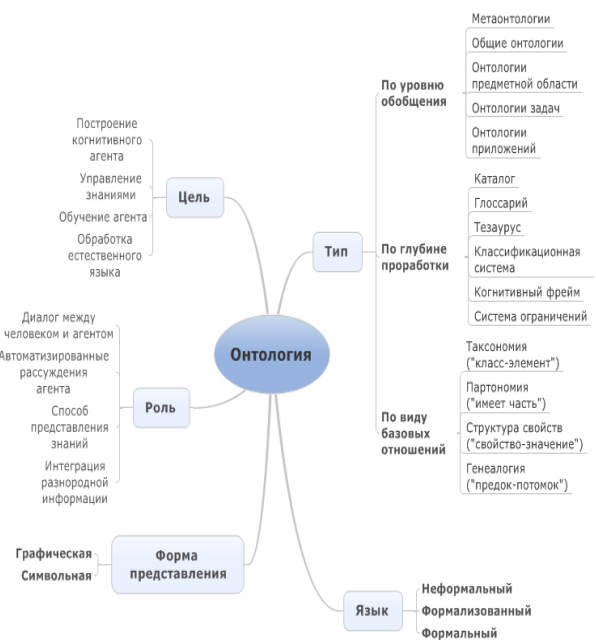 Онтология
Цель
Построение
когнитивного
агента
Управление
знаниями
Обучение агента
Обработка
естественного
языка
Роль
Диалог между
человеком и агентом
Автоматизированные
рассуждения
агента
Способ
представления
знаний
Интеграция
разнородной
информации
Форма
представления
Графическая
Символьная
Тип
По уровню
обобщения
Метаонтологии
Общие онтологии
Онтологии
предметной области
Онтологии задач
Онтологии
приложений
По глубине
проработки
Каталог
Глоссарий
Тезаурус
Классификационная
система
Когнитивный фрейм
Система ограничений
По виду
базовых
отношений
Таксономия
("класс-элемент")
Партономия
("имеет часть")
Структура свойств
("свойство-значение")
Генеалогия
("предок-потомок")
Язык
Неформальный
Формализованный
Формальный